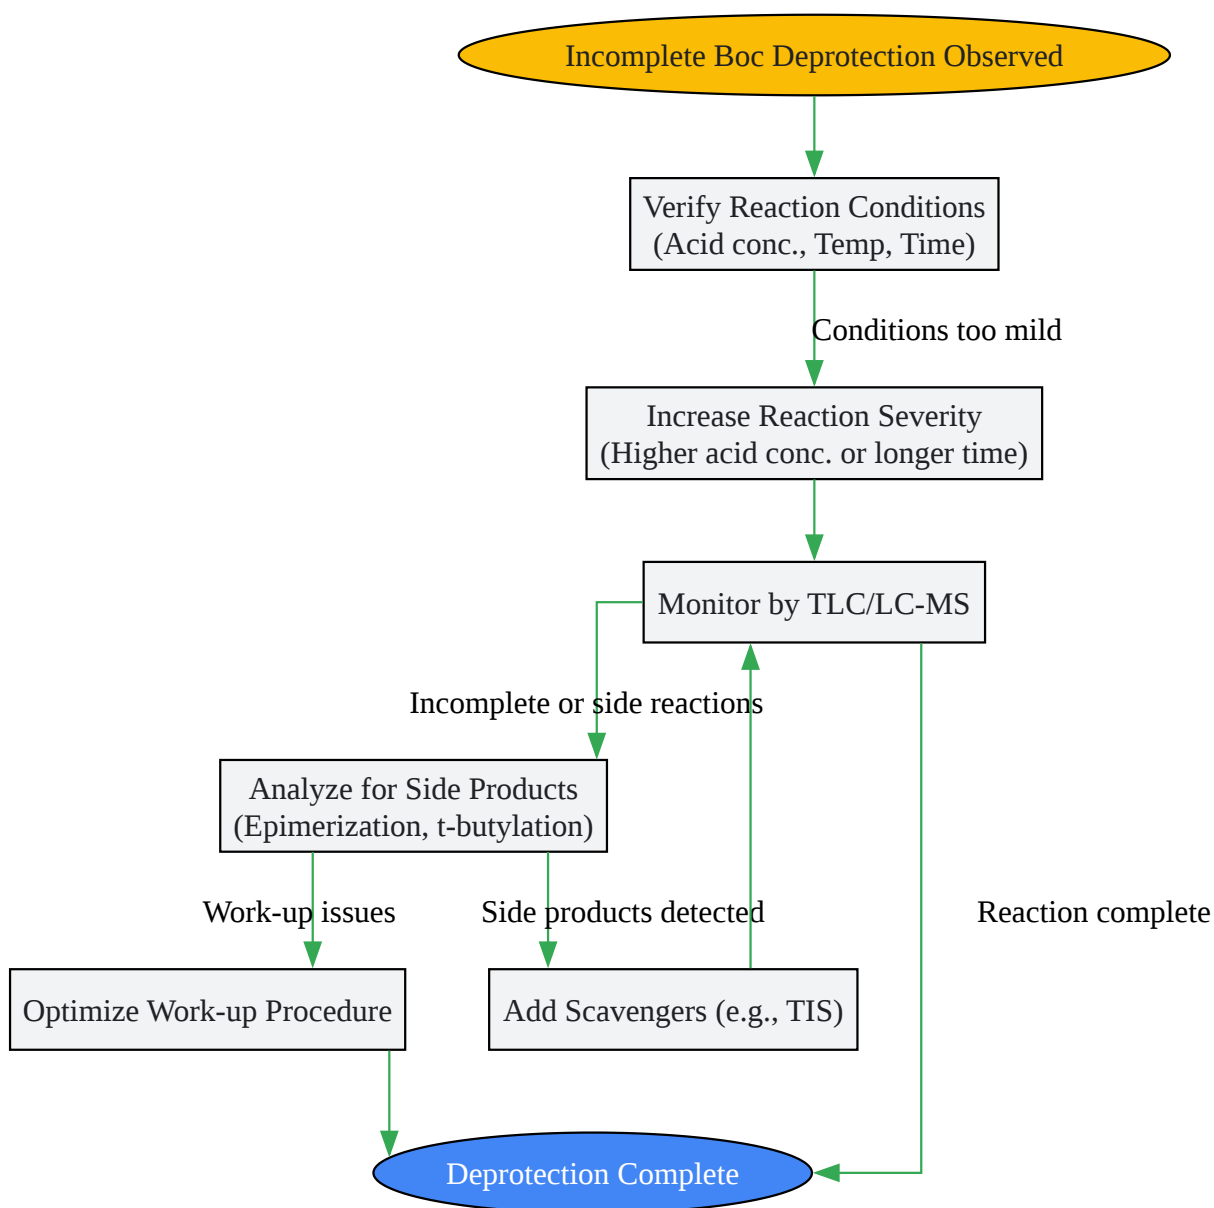 Incomplete Boc Deprotection Observed
Verify Reaction Conditions
(Acid conc., Temp, Time)
Conditions too mild
Increase Reaction Severity
(Higher acid conc. or longer time)
Monitor by TLC/LC-MS
Incomplete or side reactions
Analyze for Side Products
(Epimerization, t-butylation)
Work-up issues
Side products detected
Reaction complete
Optimize Work-up Procedure
Add Scavengers (e.g., TIS)
Deprotection Complete